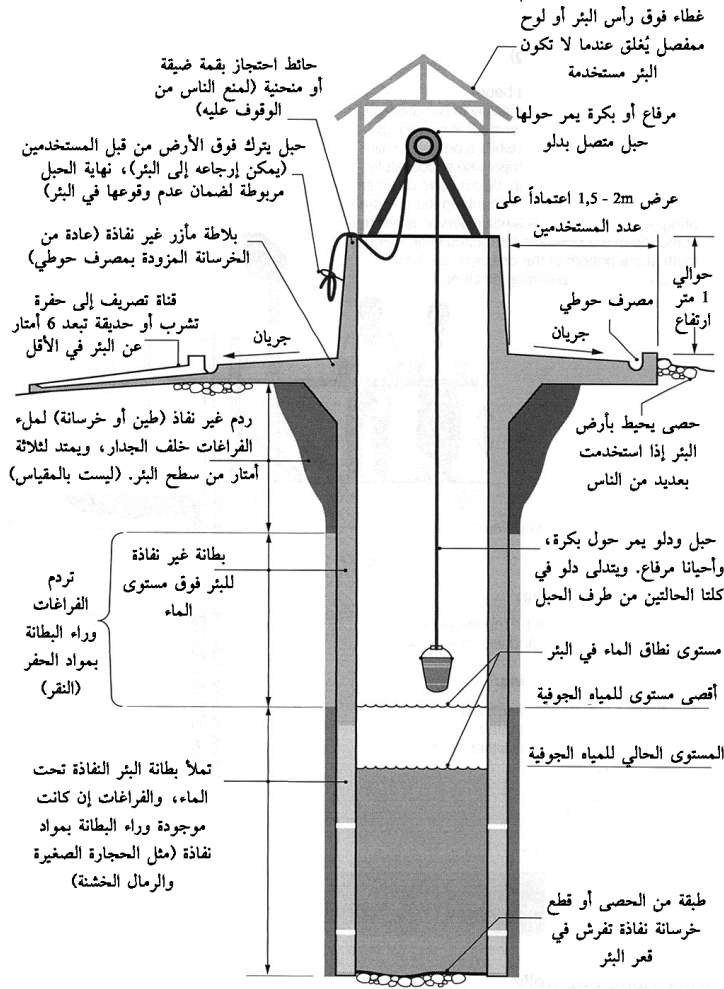 غطاء فوق رأس البئر أو لوح
ممفصل يُغلق عندما لا تكون
البئر مستخدمة
حائط احتجاز بقمة ضيقة
أو منحنية (لمنع الناس من
الوقوف عليه)
مرفاع أو بكرة يمر حولها
حبل متصل بدلو
حبل يترك فوق الأرض من قبل المستخدمين
(يمكن إرجاعه إلى البئر)، نهاية الحبل
مربوطة لضمان عدم وقوعها في البئر)
عرض 1,5 - 2m اعتماداً على
عدد المستخدمين
بلاطة مأزر غير نفاذة (عادة من
الخرسانة المزودة بمصرف حوطي)
حوالي
1 متر
ارتفاع
مصرف حوطي
جريان
قناة تصريف إلى حفرة
تشرب أو حديقة تبعد 6 أمتار
عن البئر في الأقل
جريان
حصى يحيط بأرض
البئر إذا استخدمت
بعديد من الناس
ردم غير نفاذ (طين أو خرسانة) لملء
الفراغات خلف الجدار، ويمتد لثلاثة
أمتار من سطح البئر. (ليست بالمقياس)
حبل ودلو يمر حول بكرة،
وأحيانا مرفاع. ويتدلى دلو في
كلتا الحالتين من طرف الحبل
بطانة غير نفاذة
للبئر فوق مستوى
الماء
تردم
الفراغات
وراء البطانة
بمواد الحفر
(النقر)
مستوى نطاق الماء في البئر
أقصى مستوى للمياه الجوفية
المستوى الحالي للمياه الجوفية
تملأ بطانة البئر النفاذة تحت
الماء، والفراغات إن كانت
موجودة وراء البطانة بمواد
نفاذة (مثل الحجارة الصغيرة
والرمال الخشنة)
طبقة من الحصى أو قطع
خرسانة نفاذة تفرش في
قعر البئر